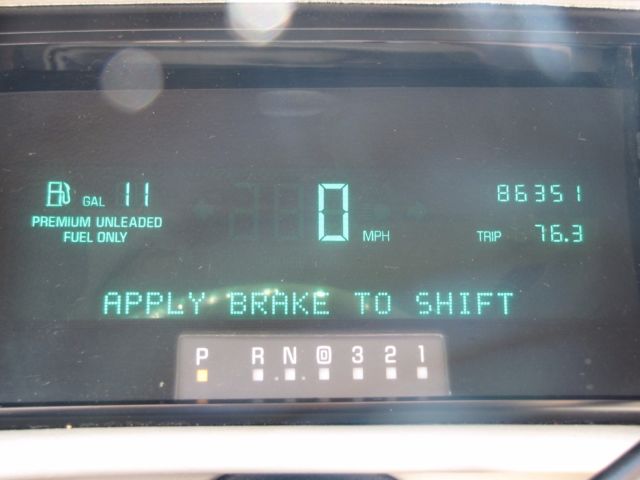 GAL 11
PREMIUM UNLEADED
FUEL ONLY
0 MPH
86351
TRIP 76.3
APPLY BRAKE TO SHIFT
P R N D 3 2 1